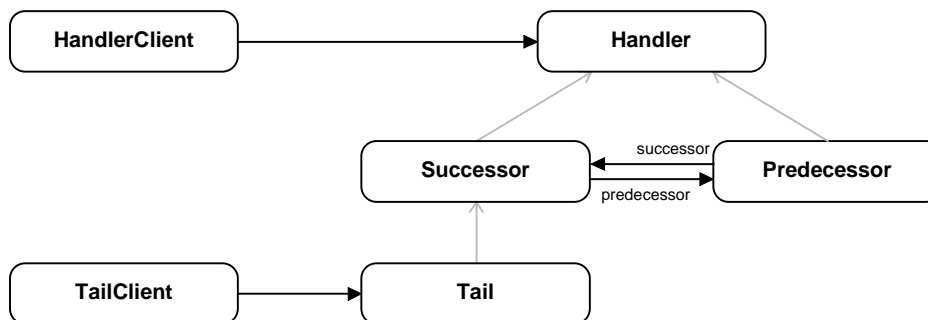 HandlerClient
Handler
successor
Successor
Predecessor
predecessor
TailClient
Tail